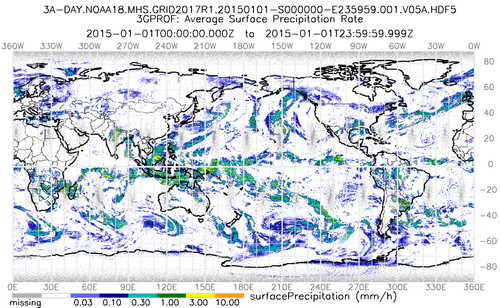 3A-DAY.NOAA18.MHS.GRID2017R1.20150101-S000000-E235959.001.V05A.HDF5
3GPROF: Average Surface Precipitation Rate
2015-01-01T00:00:00.000Z to 2015-01-01T23:59:59.999Z
360W 330W 300W 270W 240W 210W 180W 150W 120W 90W 60W 30W 0W
80
60
40
20
0
-20
-40
-60
-80
0E 30E 60E 90E 120E 150E 180E 210E 240E 270E 300E 330E 360E
missing 0.03 0.10 0.30 1.00 3.00 10.00 surfacePrecipitation (mm/h)